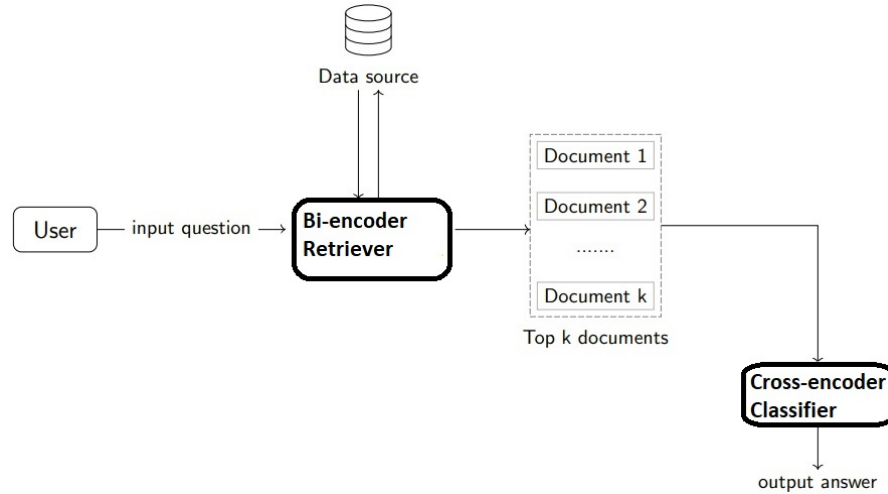 Data source
User
input question
Bi-encoder
Retriever
Document 1
Document 2
.......
Document k
Top k documents
Cross-encoder
Classifier
output answer